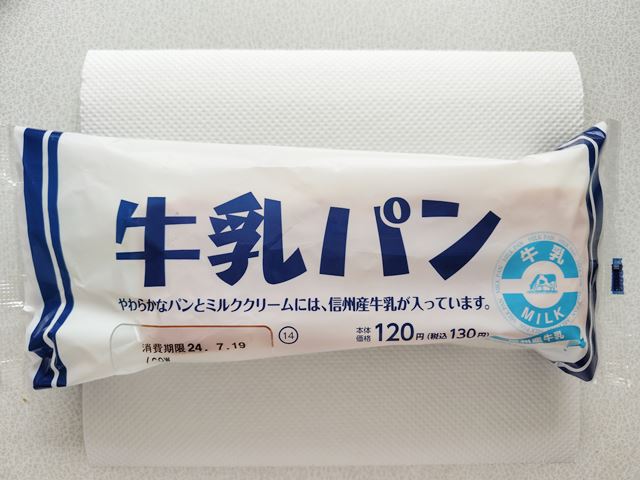 牛乳パン
やわらかなパンとミルククリームには、信州産牛乳が入っています。
本体価格 120円(税込130円)
消費期限 24. 7.19
14
牛乳
MILK